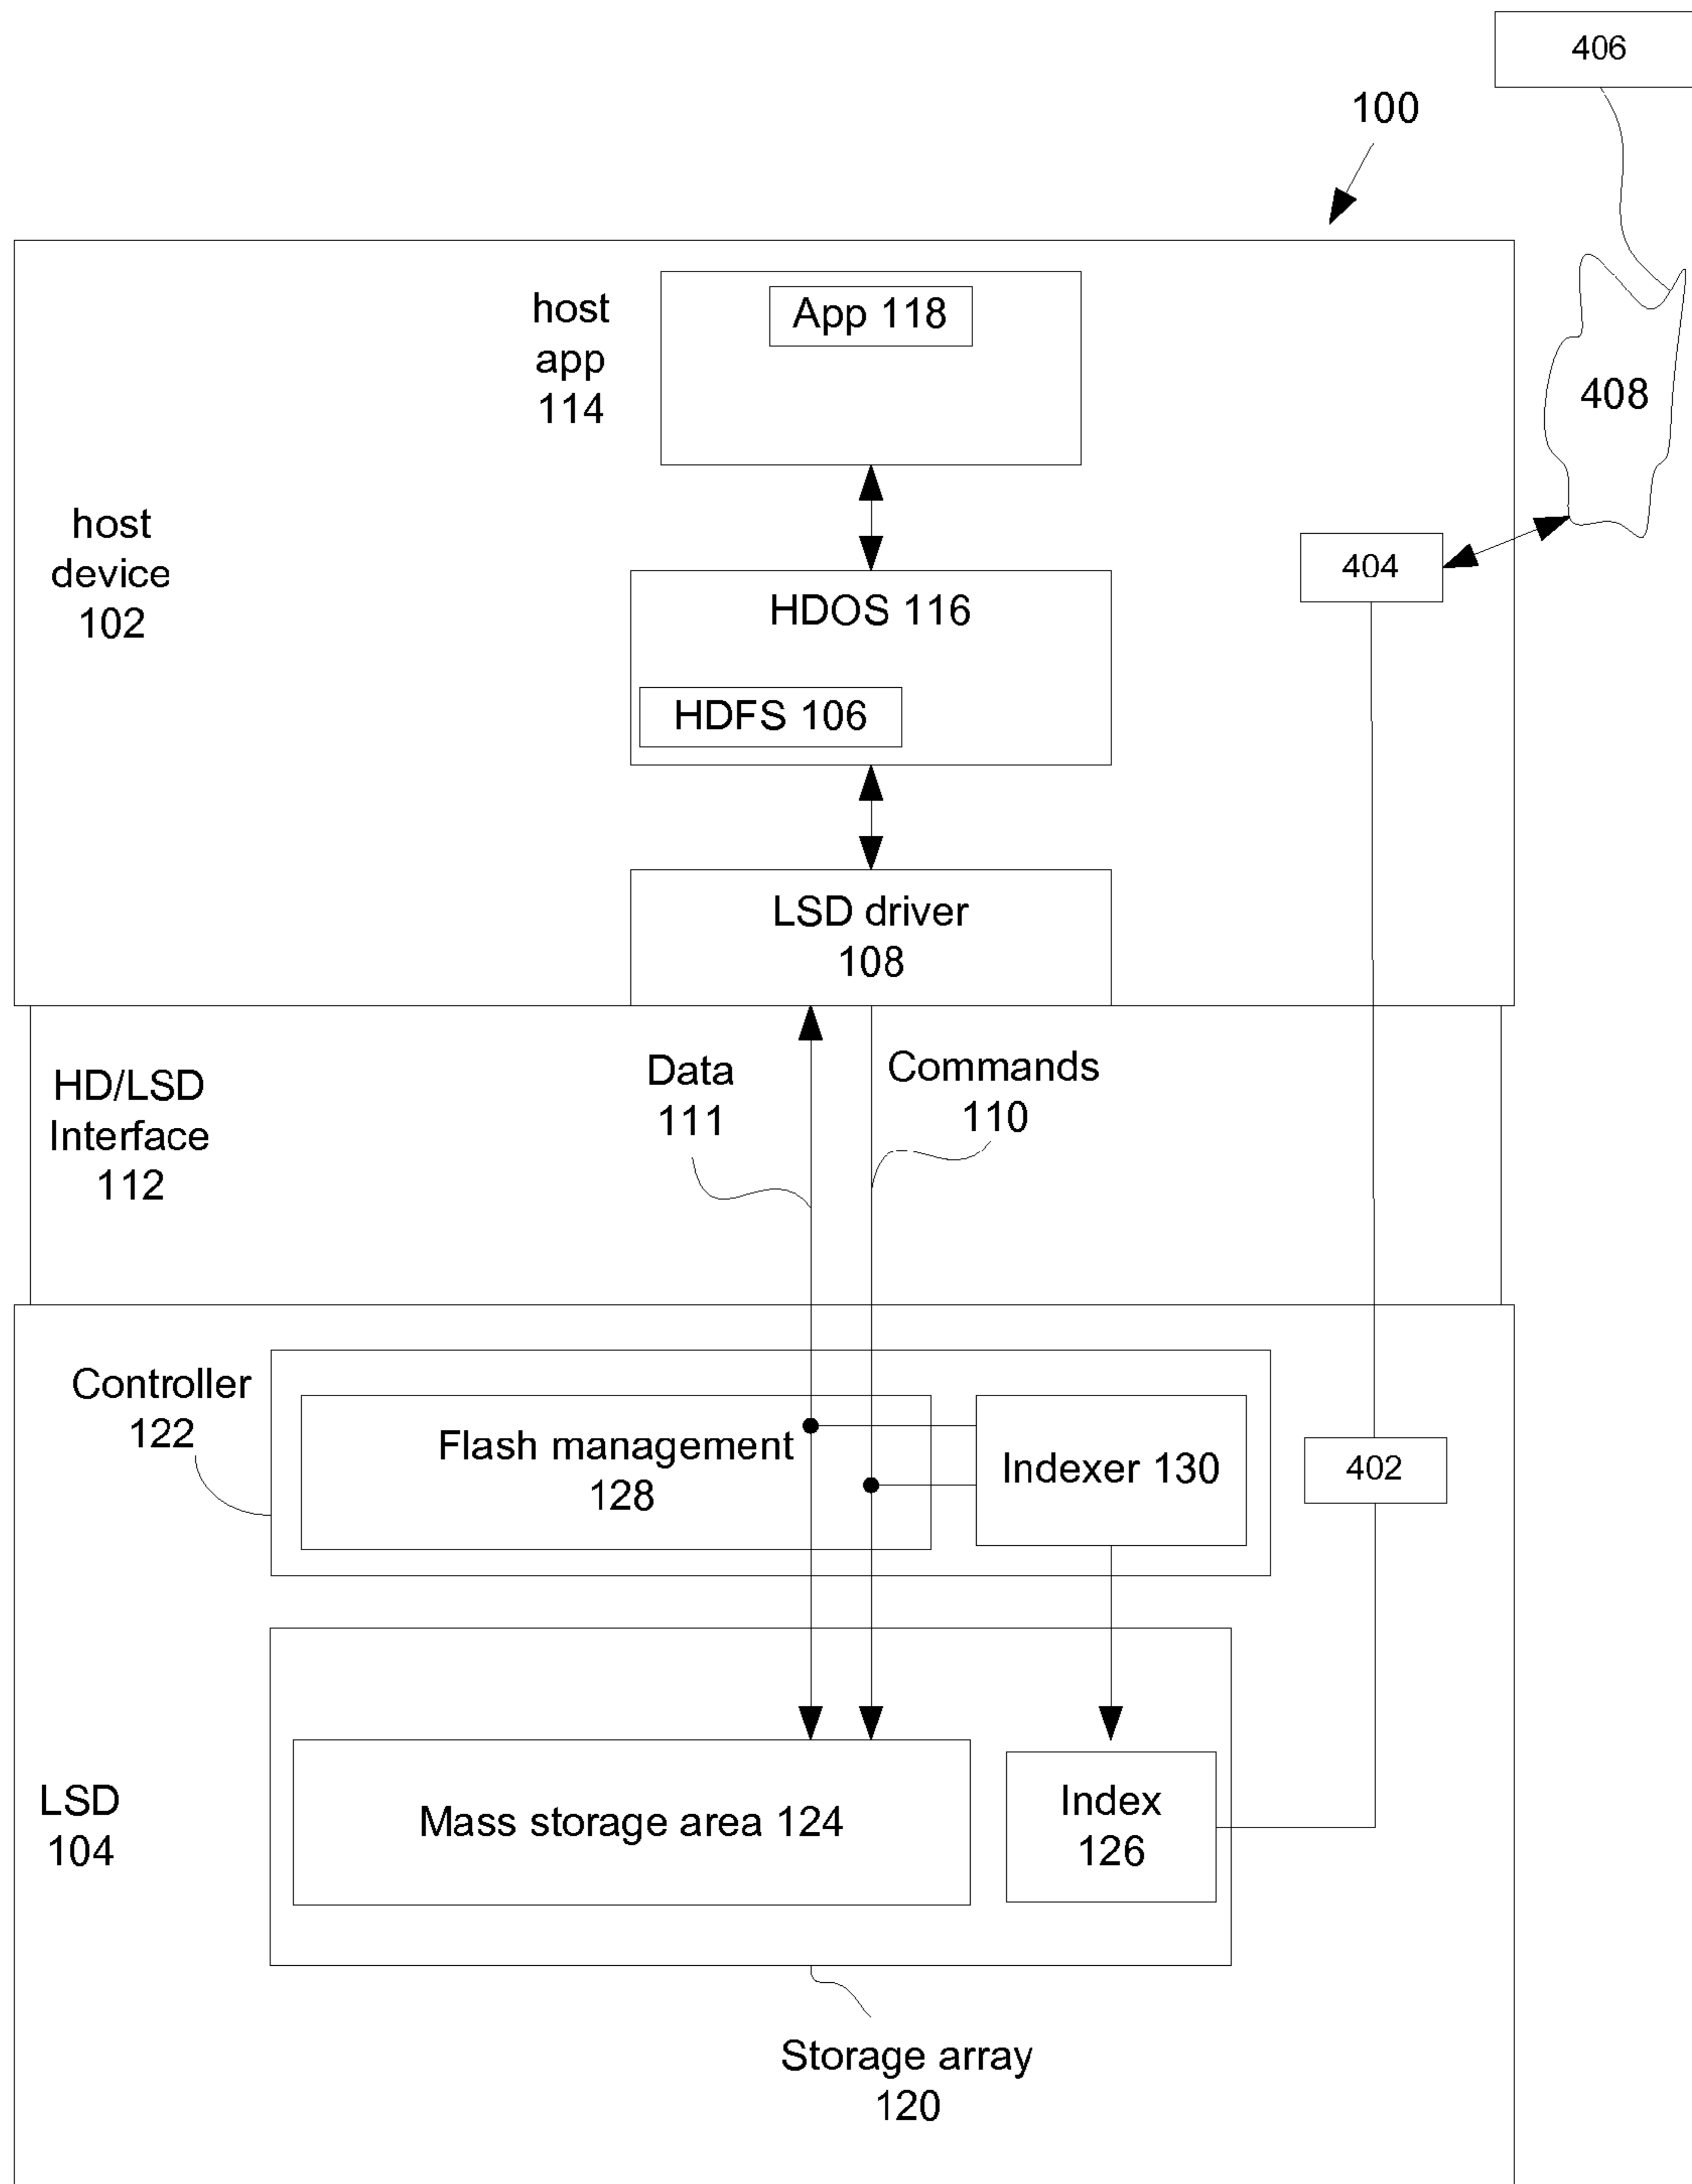 406
100
host
app
114
App 118
408
host
device
102
404
HDOS 116
HDFS 106
LSD driver
108
HD/LSD
Interface
112
Data
111
Commands
110
Controller
122
Flash management
128
Indexer 130
402
LSD
104
Mass storage area 124
Index
126
Storage array
120